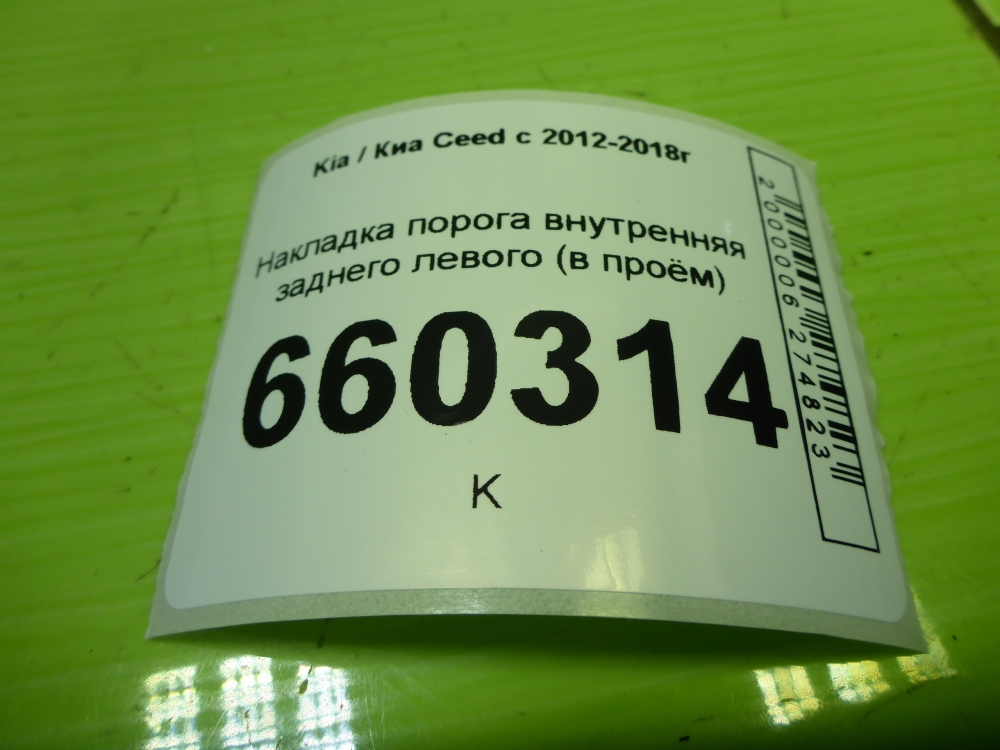 Kia / Киа Ceed с 2012-2018г
Накладка порога внутренняя
заднего левого (в проём)
660314
К
2000006274823